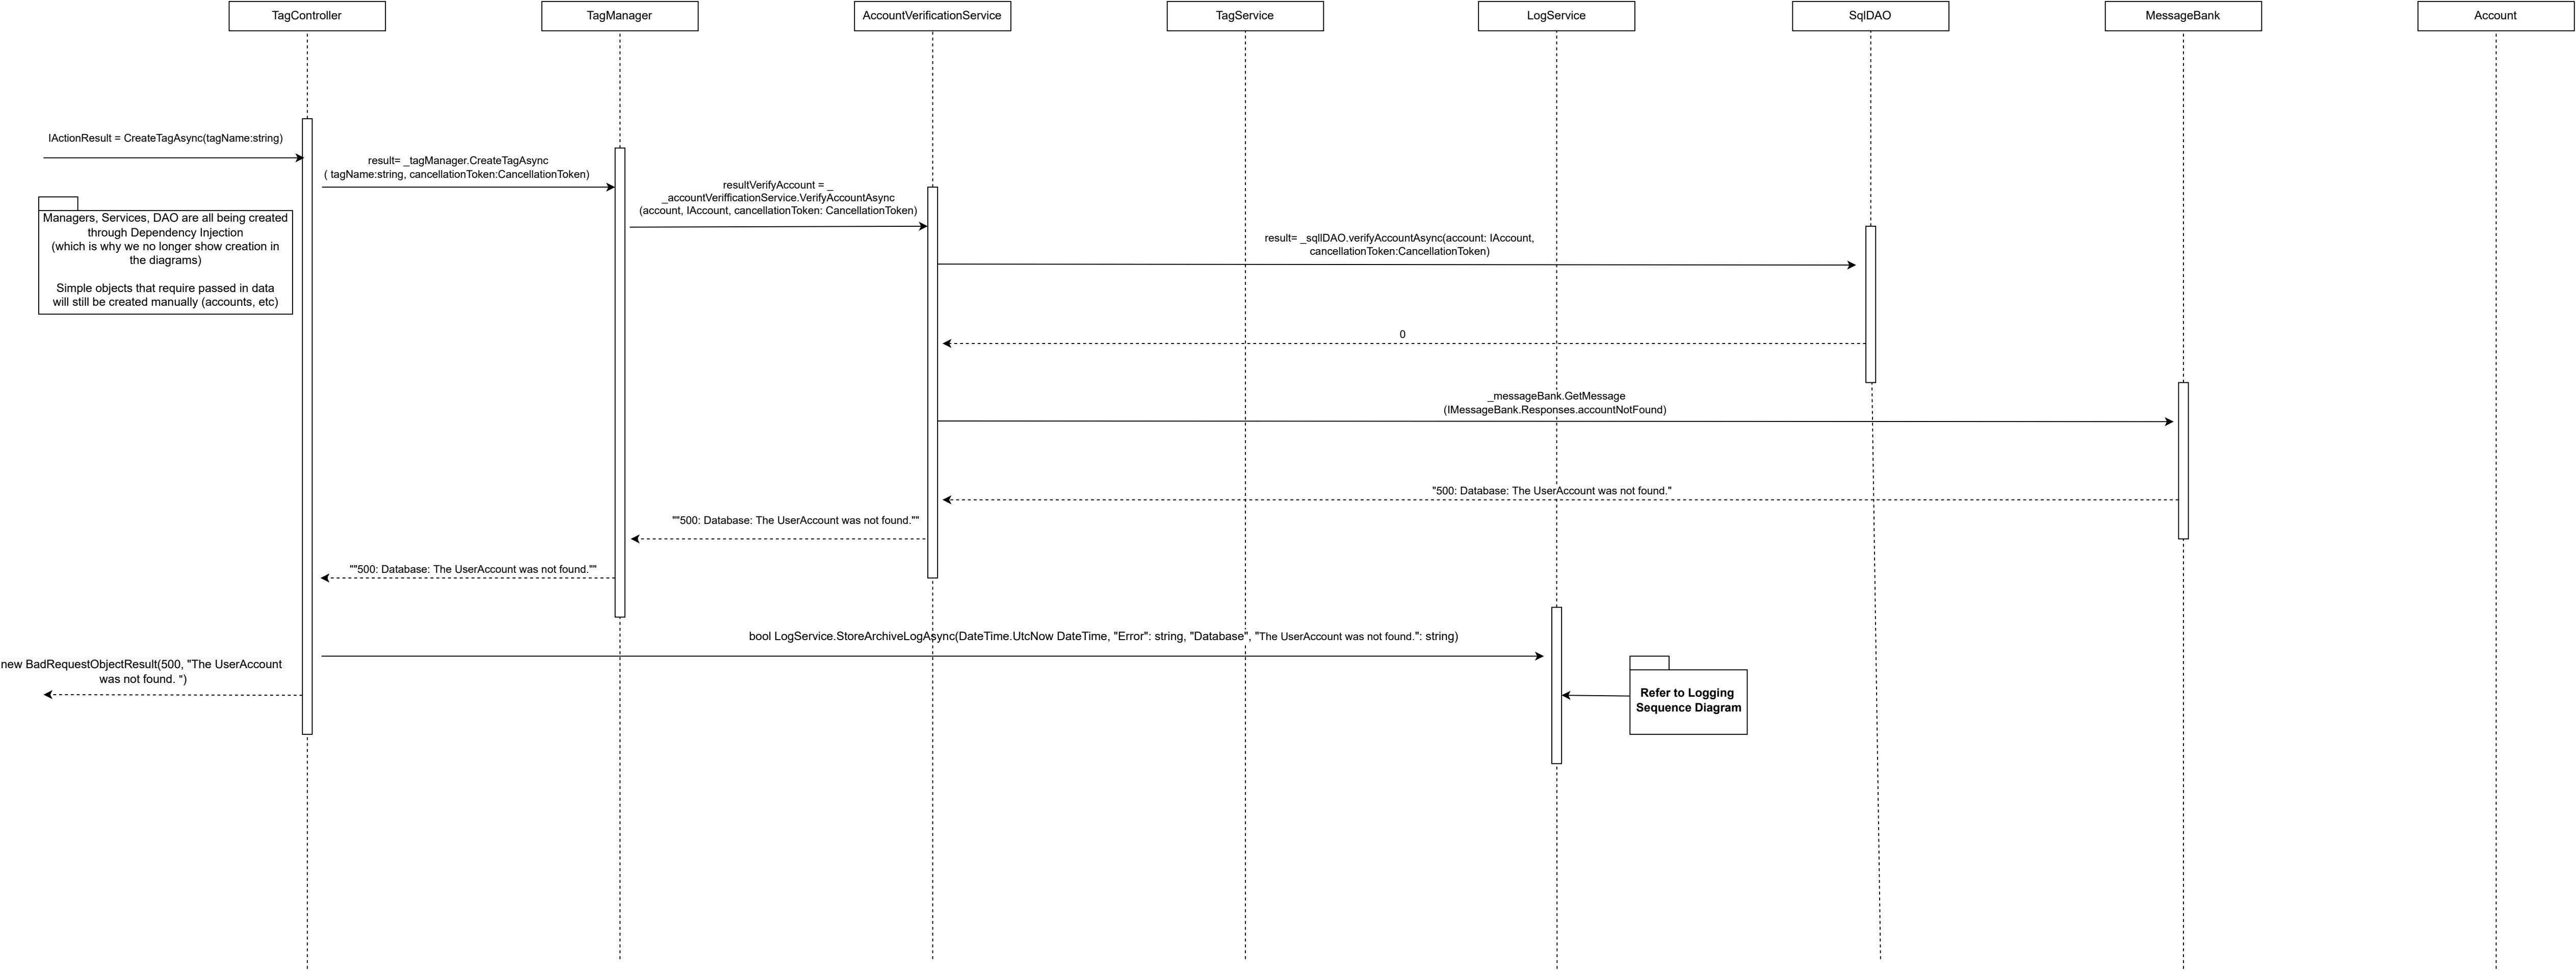 TagController
TagManager
AccountVerificationService
TagService
LogService
SqlDAO
MessageBank
Account
IActionResult = CreateTagAsync(tagName:string)
result= _tagManager.CreateTagAsync
( tagName:string, cancellationToken:CancellationToken)
resultVerifyAccount = _
_accountVeriffificationService.VerifyAccountAsync
(account, IAccount, cancellationToken: CancellationToken)
Managers, Services, DAO are all being created
through Dependency Injection
(which is why we no longer show creation in
the diagrams)
Simple objects that require passed in data
will still be created manually (accounts, etc)
result= _sqllDAO.verifyAccountAsync(account: IAccount,
cancellationToken:CancellationToken)
0
_messageBank.GetMessage
(IMessageBank.Responses.accountNotFound)
"500: Database: The UserAccount was not found."
""500: Database: The UserAccount was not found.""
""500: Database: The UserAccount was not found.""
bool LogService.StoreArchiveLogAsync(DateTime.UtcNow DateTime, "Error": string, "Database", "The UserAccount was not found.": string)
new BadRequestObjectResult(500, "The UserAccount
was not found. ")
Refer to Logging
Sequence Diagram